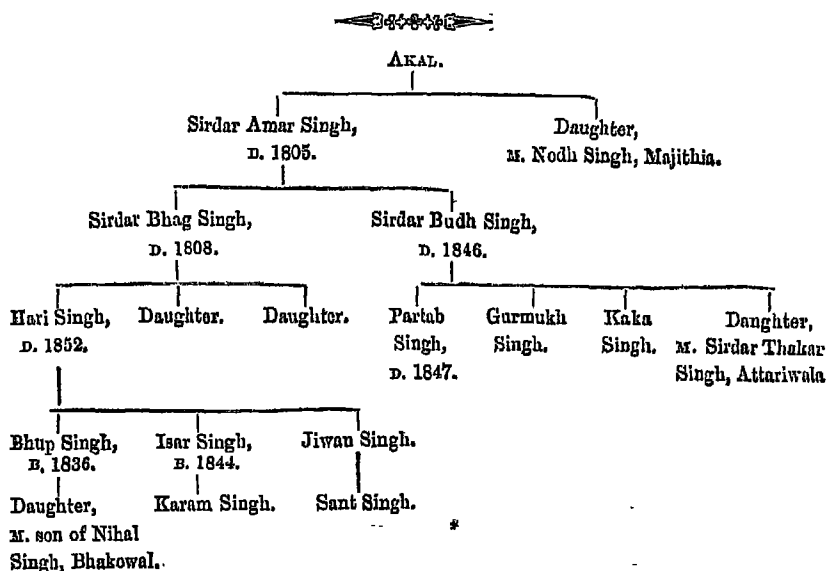 AKAL.
Sirdar Amar Singh,
D. 1805.
Daughter,
M. Nodh Singh, Majithia.
Sirdar Bhag Singh,
D. 1808.
Sirdar Budh Singh,
D. 1846.
Hari Singh,
D. 1852.
Daughter.
Daughter.
Partab
Singh,
D. 1847.
Gurmukh
Singh.
Kaka
Singh.
Daughter,
M. Sirdar Thakar
Singh, Attariwala
Bhup Singh,
B. 1836.
Isar Singh,
B. 1844.
Jiwan Singh.
Daughter,
M. son of Nihal
Singh, Bhakowal.
Karam Singh.
Sant Singh.
*